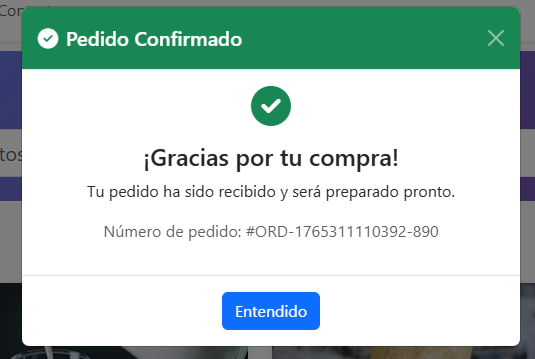 Pedido Confirmado
¡Gracias por tu compra!
Tu pedido ha sido recibido y será preparado pronto.
Número de pedido: #ORD-1765311110392-890
Entendido